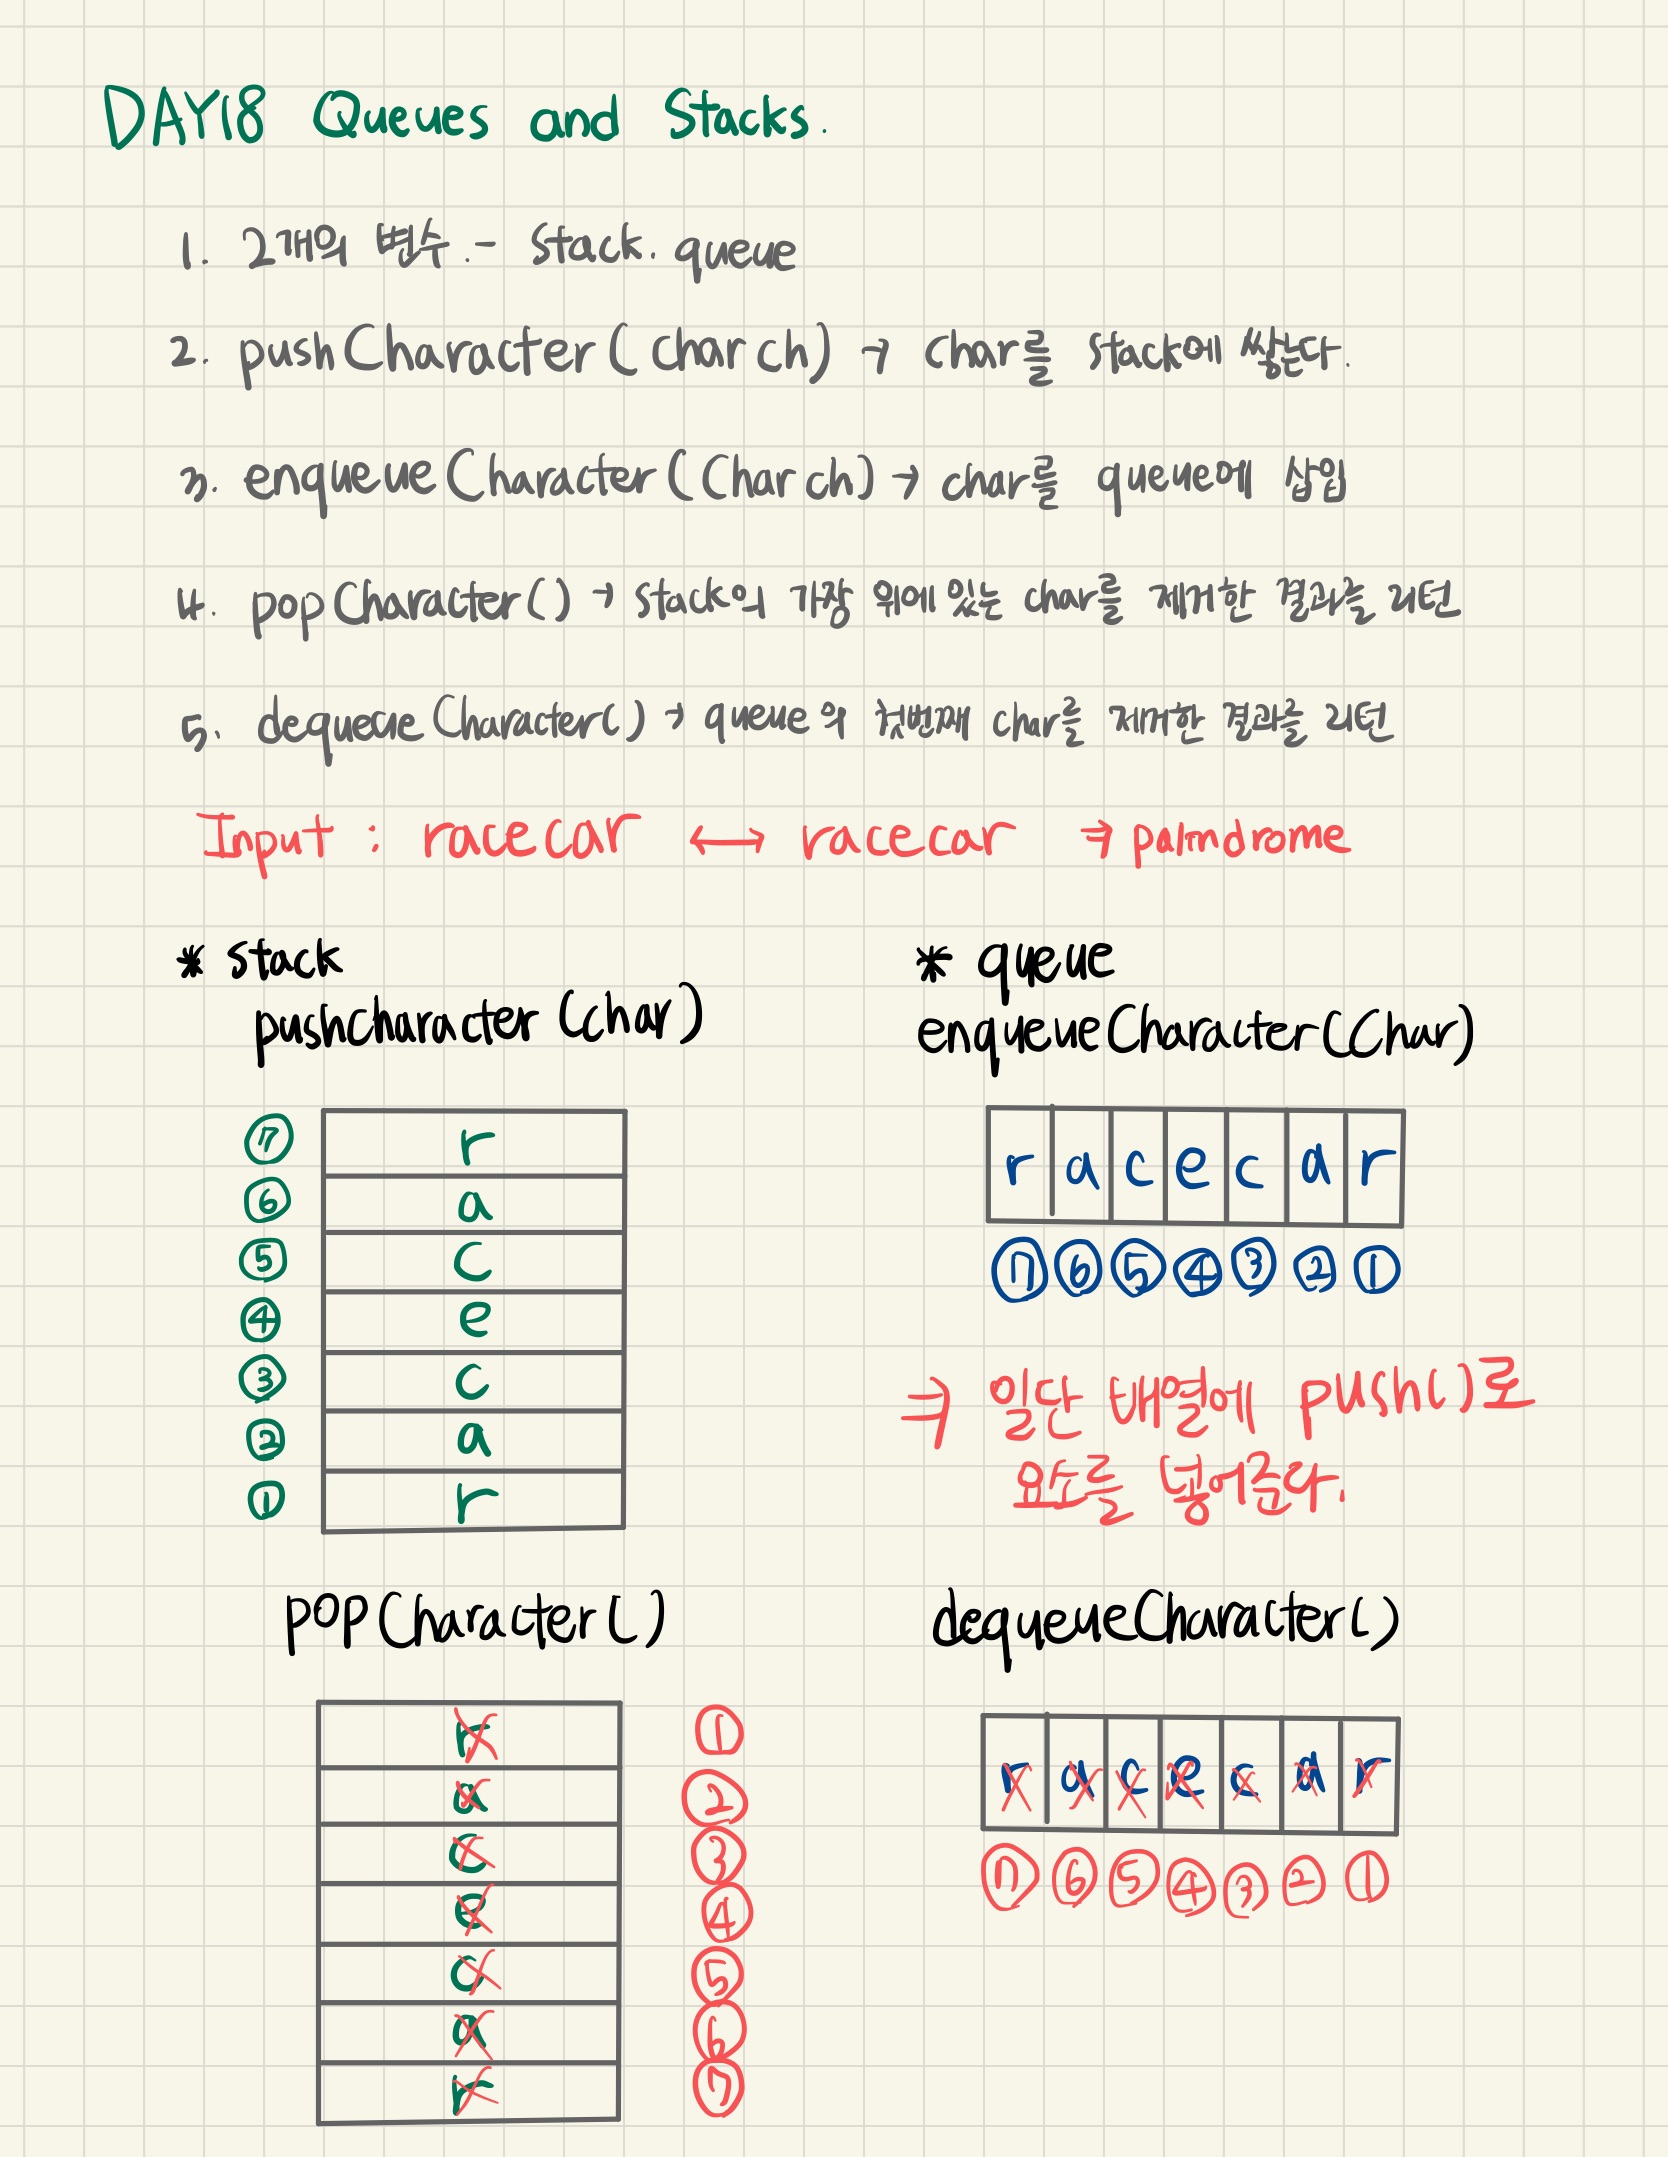 DAY18 Queues and Stacks.
1. 2개의 변수.- Stack. queue
2. pushCharacter(Char ch) → char를 stack에 쌓는다.
3. enqueueCharacter(Char ch) → char를 queue에 삽입
4. popCharacter() → stack의 가장 위에 있는 char를 제거한 결과를 리턴
5. dequeueCharacter() → queue의 첫번째 char를 제거한 결과를 리턴
Input : racecar ↔ racecar ⇒ palindrome
* stack
pushcharacter (char)
⑦ r
⑥ a
⑤ c
④ e
③ c
② a
① r
* queue
enqueueCharacter(Char)
r a c e c a r
⑦ ⑥ ⑤ ④ ③ ② ①
⇒ 일단 배열에 push()로
요소를 넣어준다.
POPCharacter()
r ①
a ②
c ③
e ④
c ⑤
a ⑥
r ⑦
dequeueCharacter()
r a c e c a r
⑦ ⑥ ⑤ ④ ③ ② ①